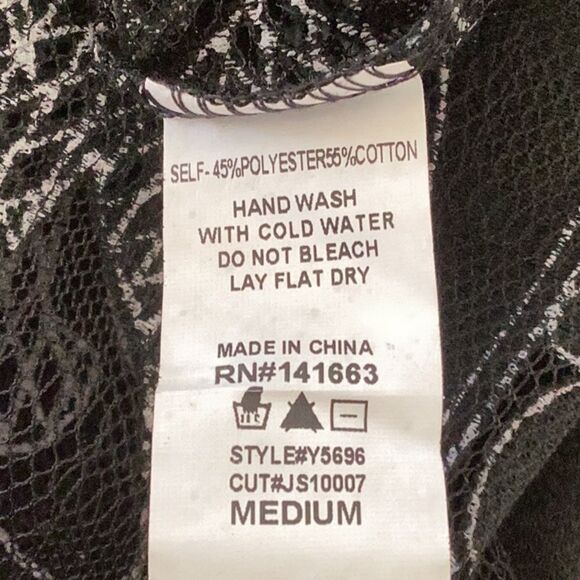 SELF- 45%POLYESTER55%COTTON
HAND WASH
WITH COLD WATER
DO NOT BLEACH
LAY FLAT DRY
MADE IN CHINA
RN#141663
STYLE#Y5696
CUT#JS10007
MEDIUM